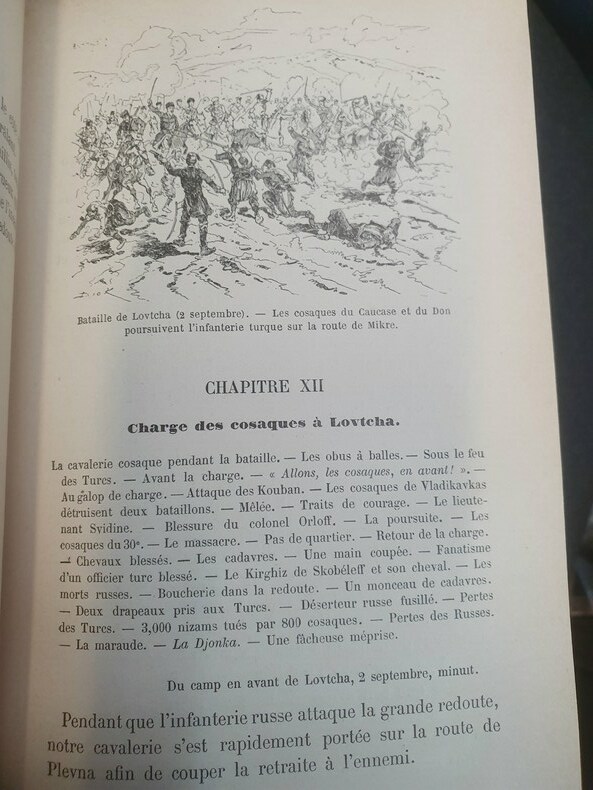 Bataille de Lovtcha (2 septembre). — Les cosaques du Caucase et du Don
poursuivent l'infanterie turque sur la route de Mikre.
CHAPITRE XII
Charge des cosaques à Lovtcha.
La cavalerie cosaque pendant la bataille. — Les obus à balles. — Sous le feu
des Turcs. — Avant la charge. — « Allons, les cosaques, en avant! ». —
Au galop de charge. — Attaque des Kouban. — Les cosaques de Vladikavkas
détruisent deux bataillons. — Mêlée. — Traits de courage. — Le lieute-
nant Svidine. — Blessure du colonel Orloff. — La poursuite. — Les
cosaques du 30e. — Le massacre. — Pas de quartier. — Retour de la charge.
— Chevaux blessés. — Les cadavres. — Une main coupée. — Fanatisme
d'un officier turc blessé. — Le Kirghiz de Skobéleff et son cheval. — Les
morts russes. — Boucherie dans la redoute. — Un monceau de cadavres.
— Deux drapeaux pris aux Turcs. — Déserteur russe fusillé. — Pertes
des Turcs. — 3,000 nizams tués par 800 cosaques. — Pertes des Russes.
— La maraude. — La Djonka. — Une fâcheuse méprise.
Du camp en avant de Lovtcha, 2 septembre, minuit.
Pendant que l'infanterie russe attaque la grande redoute,
notre cavalerie s'est rapidement portée sur la route de
Plevna afin de couper la retraite à l'ennemi.